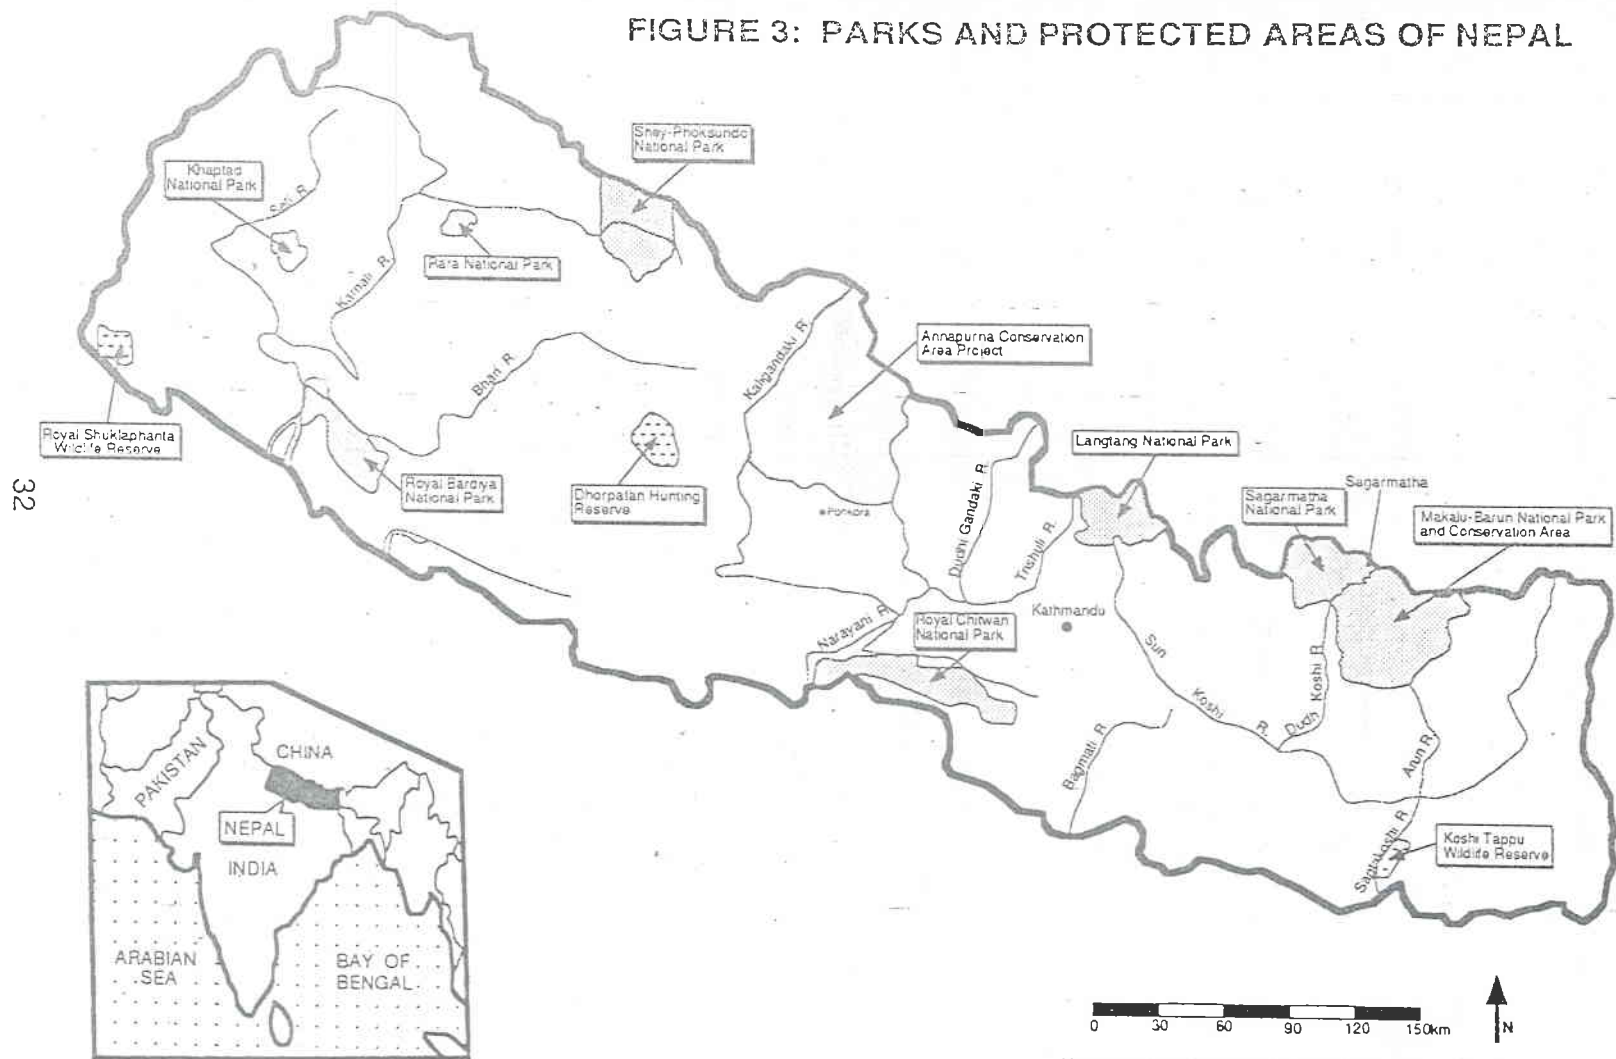 FIGURE 3: PARKS AND PROTECTED AREAS OF NEPAL
Shey-Phoksundo
National Park
Khaptad
National Park
Seti R.
Rara National Park
Karnali R.
Kaligandaki R.
Annapurna Conservation
Area Project
Bheri R.
Royal Shuklaphanta
Wildlife Reserve
Langtang National Park
Royal Bardiya
National Park
Dhorpatan Hunting
Reserve
Pokhara
Dudhi Gandaki R.
Trishuli R.
Sagarmatha
National Park
Sagarmatha
Makalu-Barun National Park
and Conservation Area
32
Narayani R.
Royal Chitwan
National Park
Kathmandu
Sun
Koshi
R.
Dudh
Koshi R.
Arun R.
Bagmati R
Saptakoshi R
Koshi Tappu
Wildlife Reserve
CHINA
PAKISTAN
NEPAL
INDIA
ARABIAN
SEA
BAY OF
BENGAL
0 30 60 90 120 150km
N